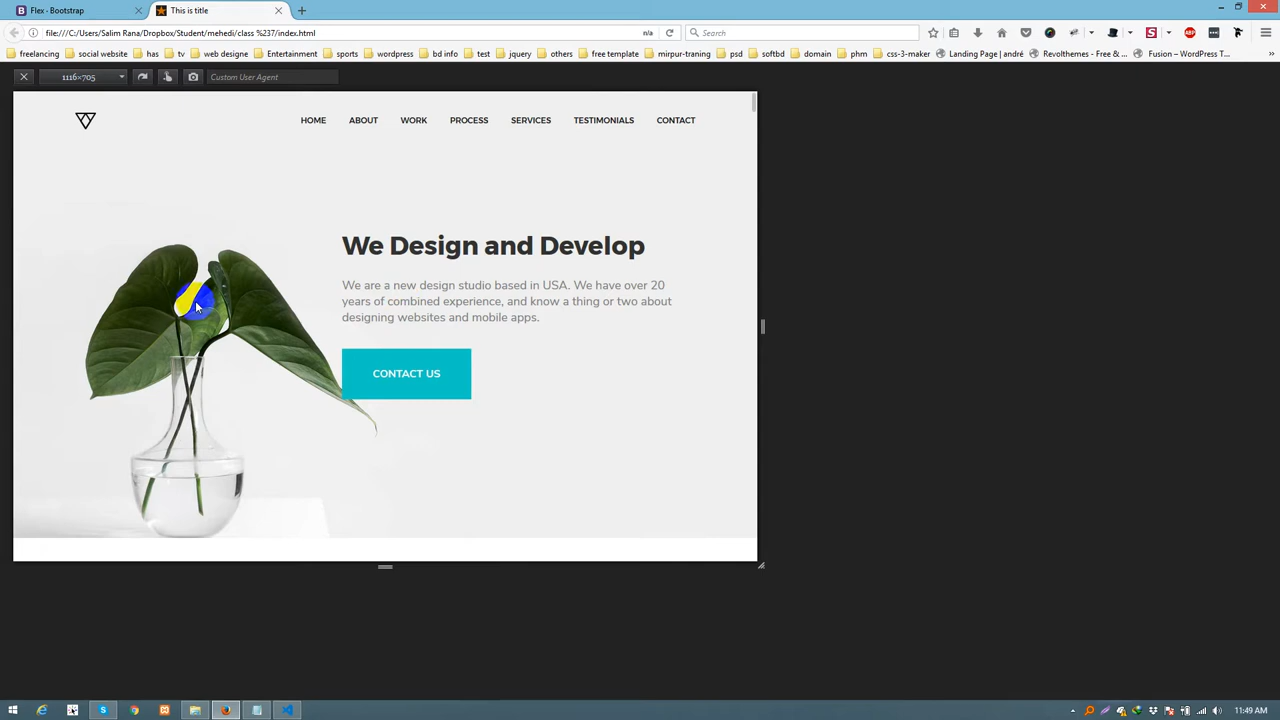 Flex - Bootstrap
This is title
file:///C:/Users/Salim Rana/Dropbox/Student/mehedi/class %237/index.html
n/a
Search
freelancing social website has tv web designe Entertainment sports wordpress bd info test jquery others free template mirpur-traning psd softbd domain phm css-3-maker Landing Page | andré Revolthemes - Free & ... Fusion – WordPress T...
1116×705
Custom User Agent
HOME ABOUT WORK PROCESS SERVICES TESTIMONIALS CONTACT
We Design and Develop
We are a new design studio based in USA. We have over 20
years of combined experience, and know a thing or two about
designing websites and mobile apps.
CONTACT US
11:49 AM